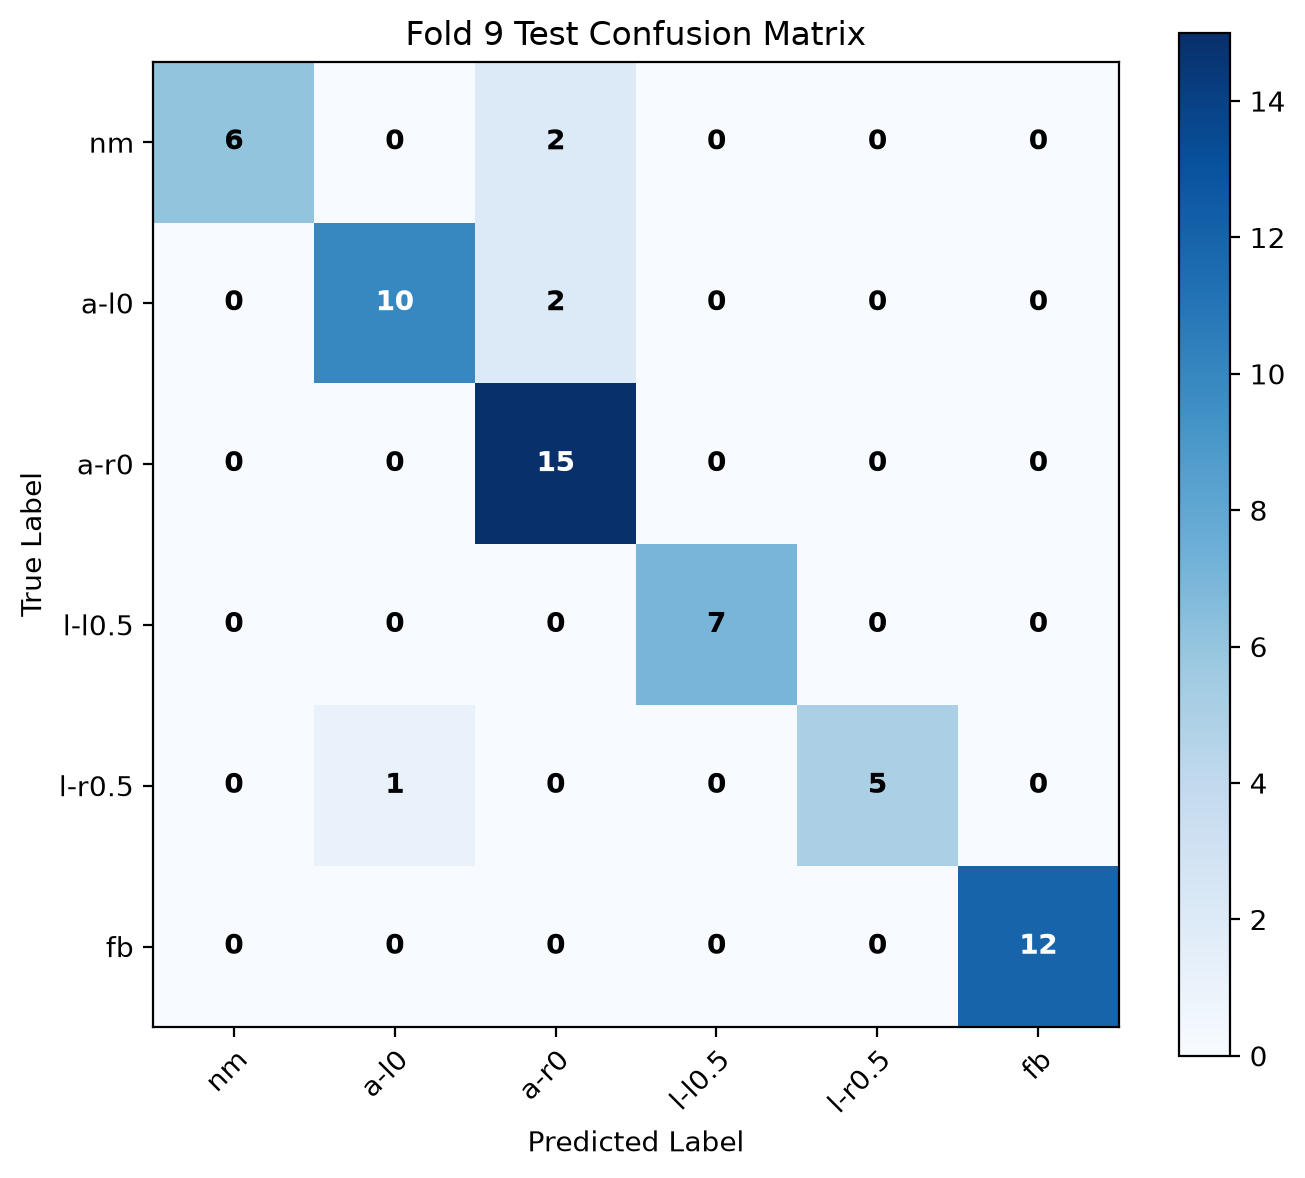 Fold 9 Test Confusion Matrix
True Label
nm 6 0 2 0 0 0
a-l0 0 10 2 0 0 0
a-r0 0 0 15 0 0 0
l-l0.5 0 0 0 7 0 0
l-r0.5 0 1 0 0 5 0
fb 0 0 0 0 0 12
nm a-l0 a-r0 l-l0.5 l-r0.5 fb
Predicted Label
14
12
10
8
6
4
2
0